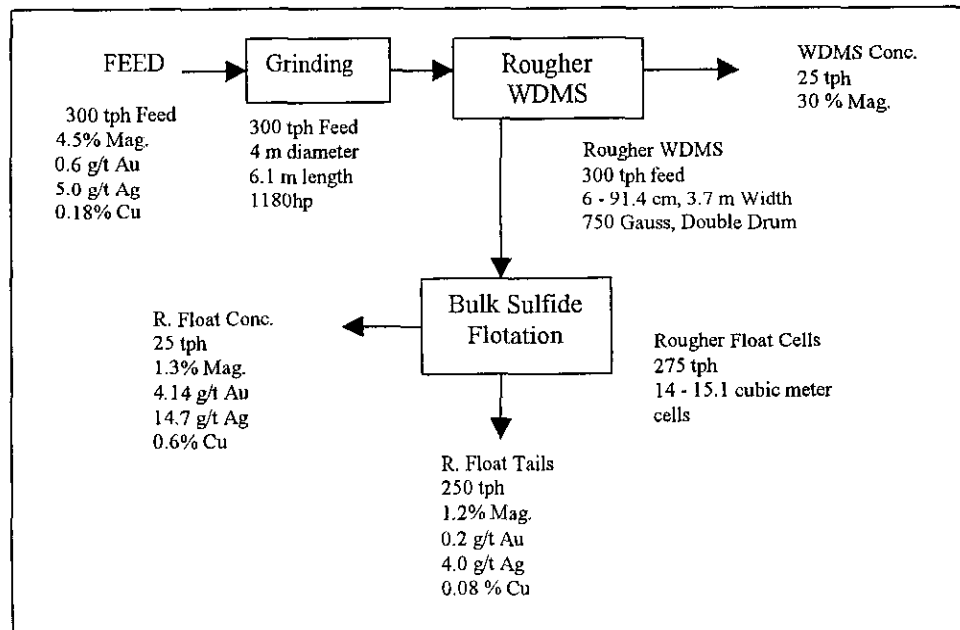 FEED
300 tph Feed
4.5% Mag.
0.6 g/t Au
5.0 g/t Ag
0.18% Cu
Grinding
300 tph Feed
4 m diameter
6.1 m length
1180hp
Rougher
WDMS
Rougher WDMS
300 tph feed
6 - 91.4 cm, 3.7 m Width
750 Gauss, Double Drum
WDMS Conc.
25 tph
30 % Mag.
Bulk Sulfide
Flotation
R. Float Conc.
25 tph
1.3% Mag.
4.14 g/t Au
14.7 g/t Ag
0.6% Cu
Rougher Float Cells
275 tph
14 - 15.1 cubic meter
cells
R. Float Tails
250 tph
1.2% Mag.
0.2 g/t Au
4.0 g/t Ag
0.08 % Cu